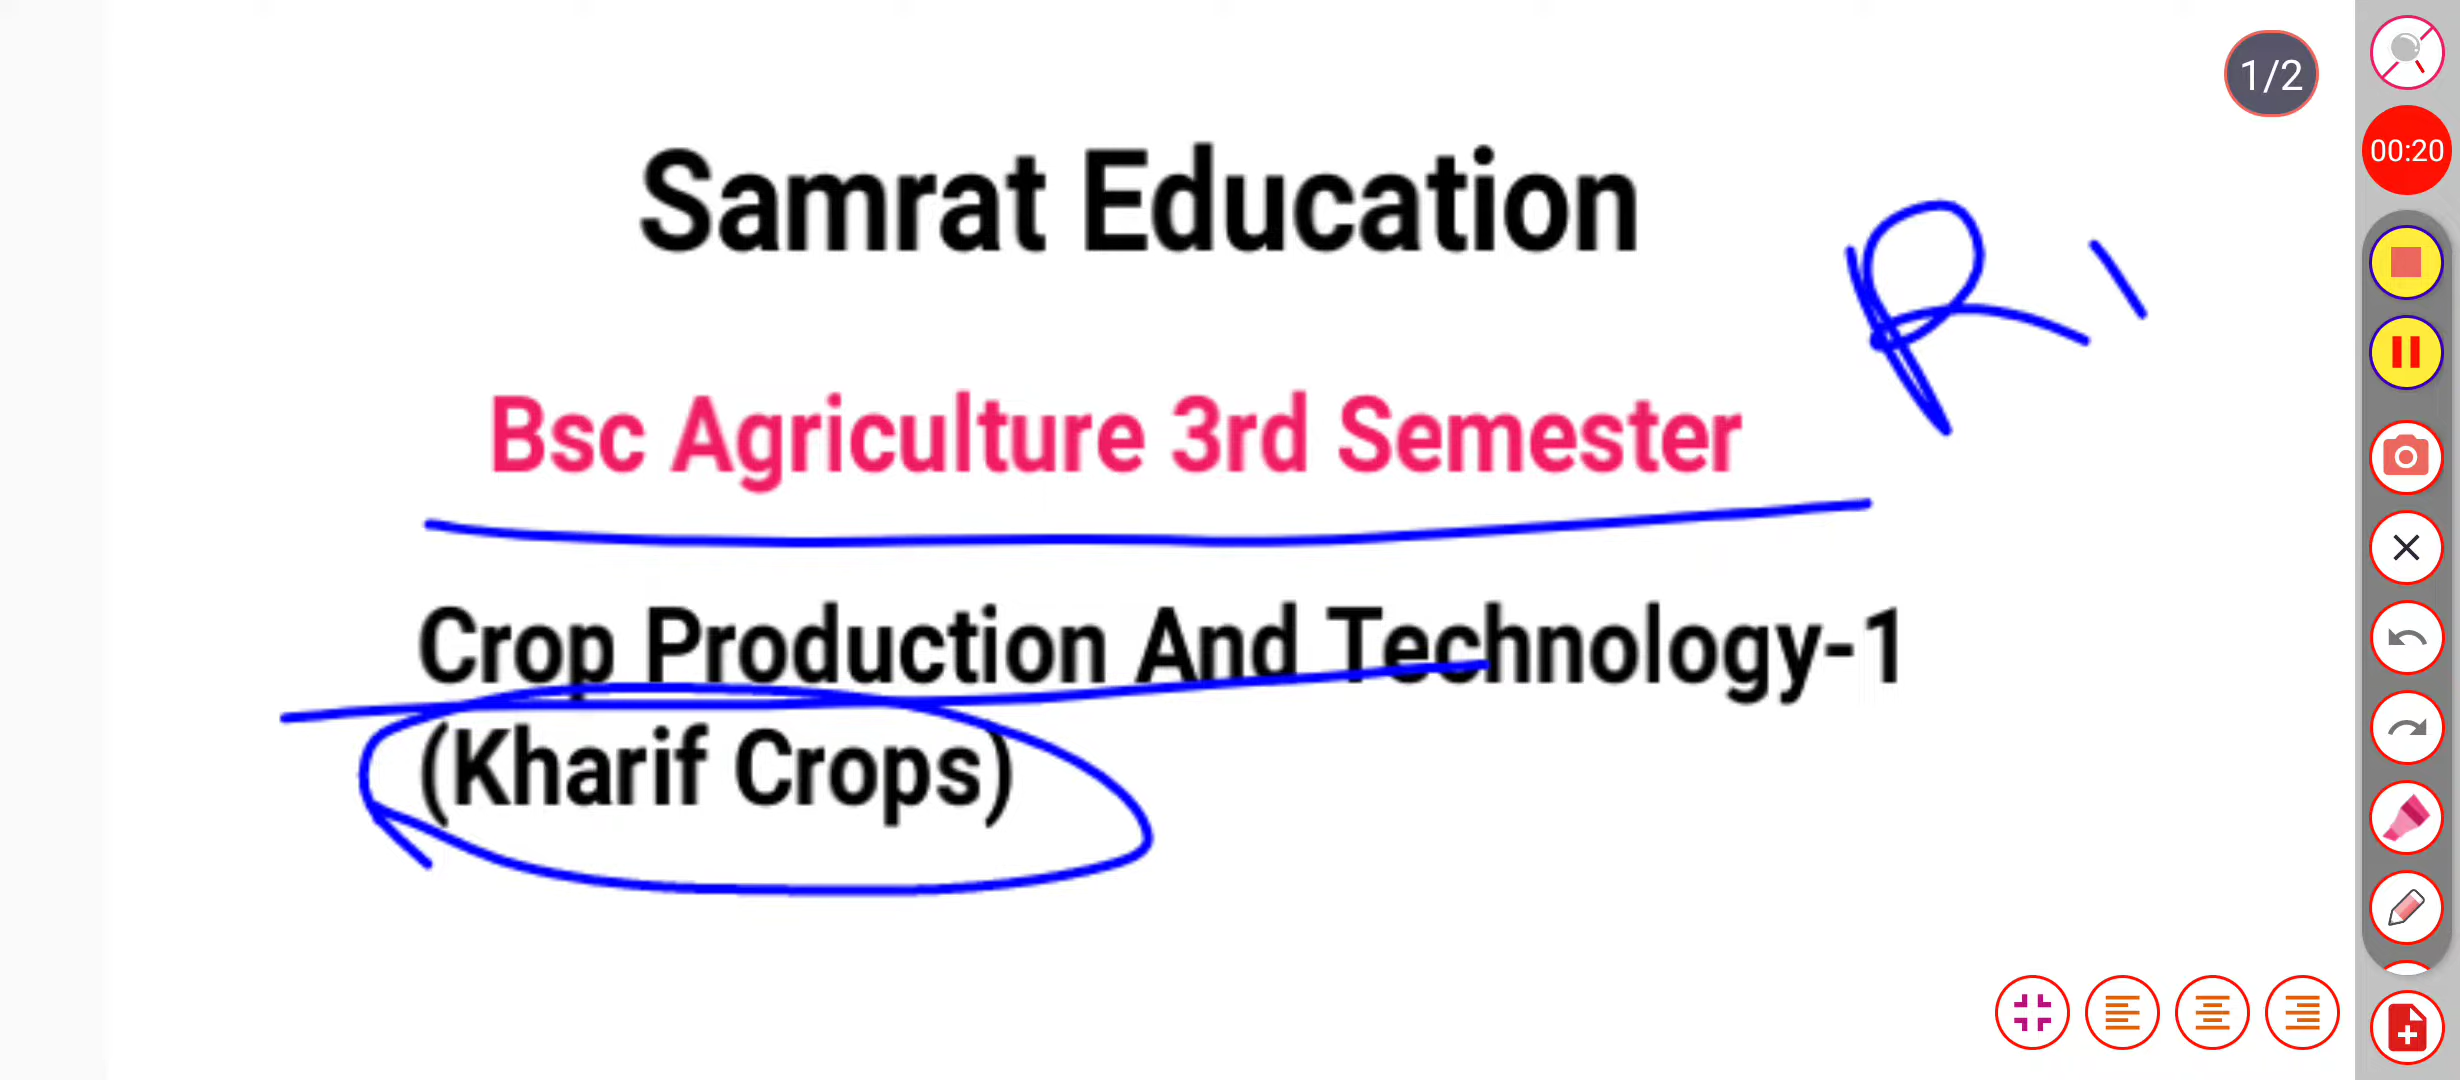 1/2
00:20
Samrat Education
R
Bsc Agriculture 3rd Semester
Crop Production And Technology-1
(Kharif Crops)